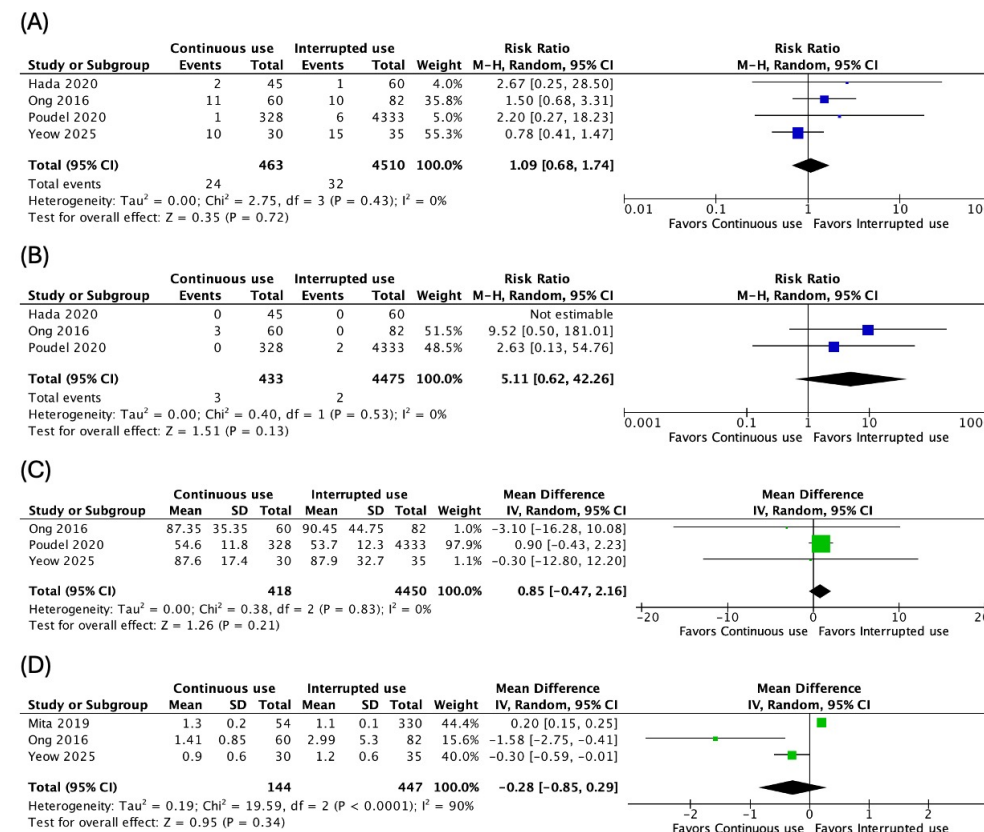 (A)
Continuous use Interrupted use Risk Ratio Risk Ratio
Study or Subgroup Events Total Events Total Weight M-H, Random, 95% CI M-H, Random, 95% CI
Hada 2020 2 45 1 60 4.0% 2.67 [0.25, 28.50]
Ong 2016 11 60 10 82 35.8% 1.50 [0.68, 3.31]
Poudel 2020 1 328 6 4333 5.0% 2.20 [0.27, 18.23]
Yeow 2025 10 30 15 35 55.3% 0.78 [0.41, 1.47]
Total (95% CI) 463 4510 100.0% 1.09 [0.68, 1.74]
Total events 24 32
Heterogeneity: Tau² = 0.00; Chi² = 2.75, df = 3 (P = 0.43); I² = 0%
Test for overall effect: Z = 0.35 (P = 0.72)
0.01 0.1 1 10 10
Favors Continuous use Favors Interrupted use
(B)
Continuous use Interrupted use Risk Ratio Risk Ratio
Study or Subgroup Events Total Events Total Weight M-H, Random, 95% CI M-H, Random, 95% CI
Hada 2020 0 45 0 60 Not estimable
Ong 2016 3 60 0 82 51.5% 9.52 [0.50, 181.01]
Poudel 2020 0 328 2 4333 48.5% 2.63 [0.13, 54.76]
Total (95% CI) 433 4475 100.0% 5.11 [0.62, 42.26]
Total events 3 2
Heterogeneity: Tau² = 0.00; Chi² = 0.40, df = 1 (P = 0.53); I² = 0%
Test for overall effect: Z = 1.51 (P = 0.13)
0.001 0.1 1 10 100
Favors Continuous use Favors Interrupted use
(C)
Continuous use Interrupted use Mean Difference Mean Difference
Study or Subgroup Mean SD Total Mean SD Total Weight IV, Random, 95% CI IV, Random, 95% CI
Ong 2016 87.35 35.35 60 90.45 44.75 82 1.0% −3.10 [−16.28, 10.08]
Poudel 2020 54.6 11.8 328 53.7 12.3 4333 97.9% 0.90 [−0.43, 2.23]
Yeow 2025 87.6 17.4 30 87.9 32.7 35 1.1% −0.30 [−12.80, 12.20]
Total (95% CI) 418 4450 100.0% 0.85 [−0.47, 2.16]
Heterogeneity: Tau² = 0.00; Chi² = 0.38, df = 2 (P = 0.83); I² = 0%
Test for overall effect: Z = 1.26 (P = 0.21)
−20 −10 0 10 20
Favors Continuous use Favors Interrupted use
(D)
Continuous use Interrupted use Mean Difference Mean Difference
Study or Subgroup Mean SD Total Mean SD Total Weight IV, Random, 95% CI IV, Random, 95% CI
Mita 2019 1.3 0.2 54 1.1 0.1 330 44.4% 0.20 [0.15, 0.25]
Ong 2016 1.41 0.85 60 2.99 5.3 82 15.6% −1.58 [−2.75, −0.41]
Yeow 2025 0.9 0.6 30 1.2 0.6 35 40.0% −0.30 [−0.59, −0.01]
Total (95% CI) 144 447 100.0% −0.28 [−0.85, 0.29]
Heterogeneity: Tau² = 0.19; Chi² = 19.59, df = 2 (P < 0.0001); I² = 90%
Test for overall effect: Z = 0.95 (P = 0.34)
−2 −1 0 1 2
Favors Continuous use Favors Interrupted use